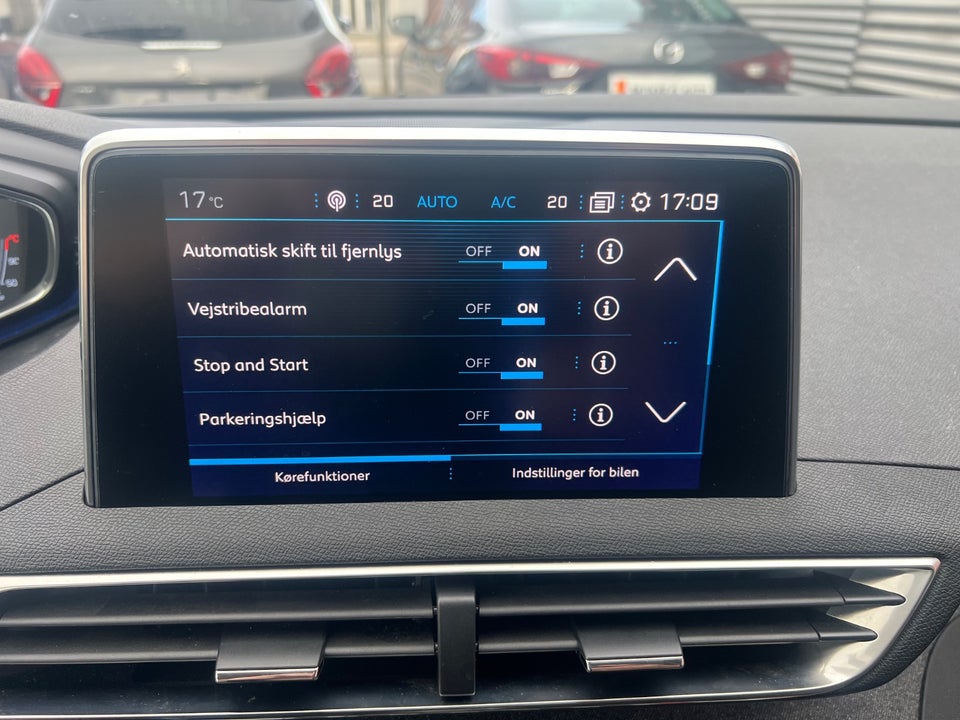 17°C 20 AUTO A/C 20 17:09
Automatisk skift til fjernlys OFF ON
Vejstribealarm OFF ON
Stop and Start OFF ON
Parkeringshjælp OFF ON
Kørefunktioner Indstillinger for bilen